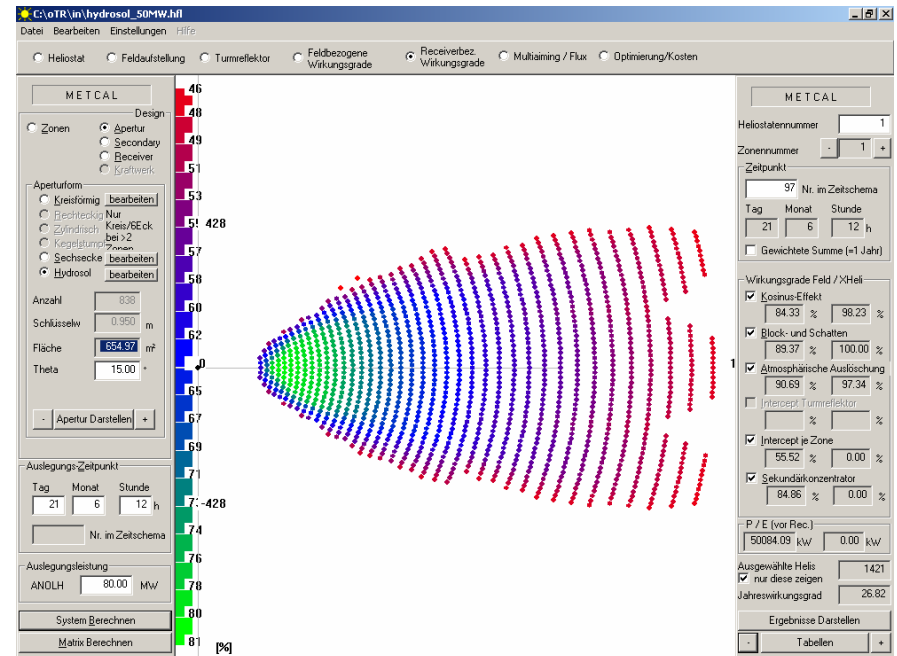 C:\oTR\in\hydrosol_50MW.hfl
Datei Bearbeiten Einstellungen Hilfe
Heliostat
Feldaufstellung
Turmreflektor
Feldbezogene
Wirkungsgrade
Receiverbez.
Wirkungsgrade
Multiaiming / Flux
Optimierung/Kosten
METCAL
Design
Zonen
Apertur
Secondary
Receiver
Kraftwerk
Aperturform
Kreisförmig bearbeiten
Rechteckig Nur
Zylindrisch Kreis/6Eck
Kegelstumpf bei >2
Zonen
Sechsecke bearbeiten
Hydrosol bearbeiten
Anzahl 838
Schlüsselw 0.950 m
Fläche 654.97 m²
Theta 15.00 °
- Apertur Darstellen +
Auslegungs-Zeitpunkt
Tag Monat Stunde
21 6 12 h
Nr. im Zeitschema
Auslegungsleistung
ANOLH 80.00 MW
System Berechnen
Matrix Berechnen
46
48
49
51
53
428
57
58
60
62
0
65
67
69
71
-428
74
76
78
80
81
[%]
1
METCAL
Heliostatennummer 1
Zonennummer - 1 +
Zeitpunkt
97 Nr. im Zeitschema
Tag Monat Stunde
21 6 12 h
Gewichtete Summe (=1 Jahr)
Wirkungsgrade Feld / XHeli
Kosinus-Effekt
84.33 % 98.23 %
Block- und Schatten
89.37 % 100.00 %
Atmosphärische Auslöschung
90.69 % 97.34 %
Intercept Turmreflektor
% %
Intercept je Zone
55.52 % 0.00 %
Sekundärkonzentrator
84.86 % 0.00 %
P / E (vor Rec.)
50084.09 kW 0.00 kW
Ausgewählte Helis 1421
nur diese zeigen
Jahreswirkungsgrad 26.82
Ergebnisse Darstellen
- Tabellen +